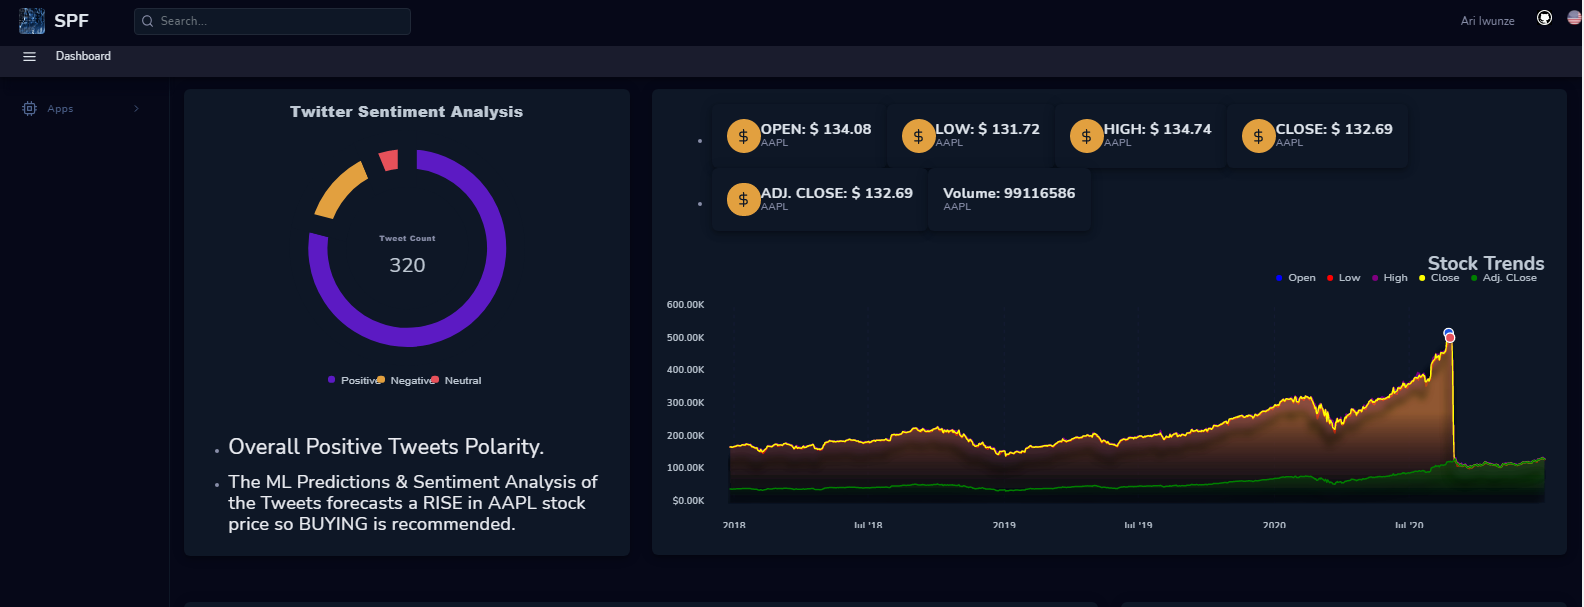 SPF
Search...
Ari Iwunze
Dashboard
Apps
Twitter Sentiment Analysis
Tweet Count
320
Positive Negative Neutral
Overall Positive Tweets Polarity.
The ML Predictions & Sentiment Analysis of
the Tweets forecasts a RISE in AAPL stock
price so BUYING is recommended.
OPEN: $ 134.08
AAPL
LOW: $ 131.72
AAPL
HIGH: $ 134.74
AAPL
CLOSE: $ 132.69
AAPL
ADJ. CLOSE: $ 132.69
AAPL
Volume: 99116586
AAPL
Stock Trends
Open Low High Close Adj. CLose
600.00K
500.00K
400.00K
300.00K
200.00K
100.00K
$0.00K
2018 Jul '18 2019 Jul '19 2020 Jul '20